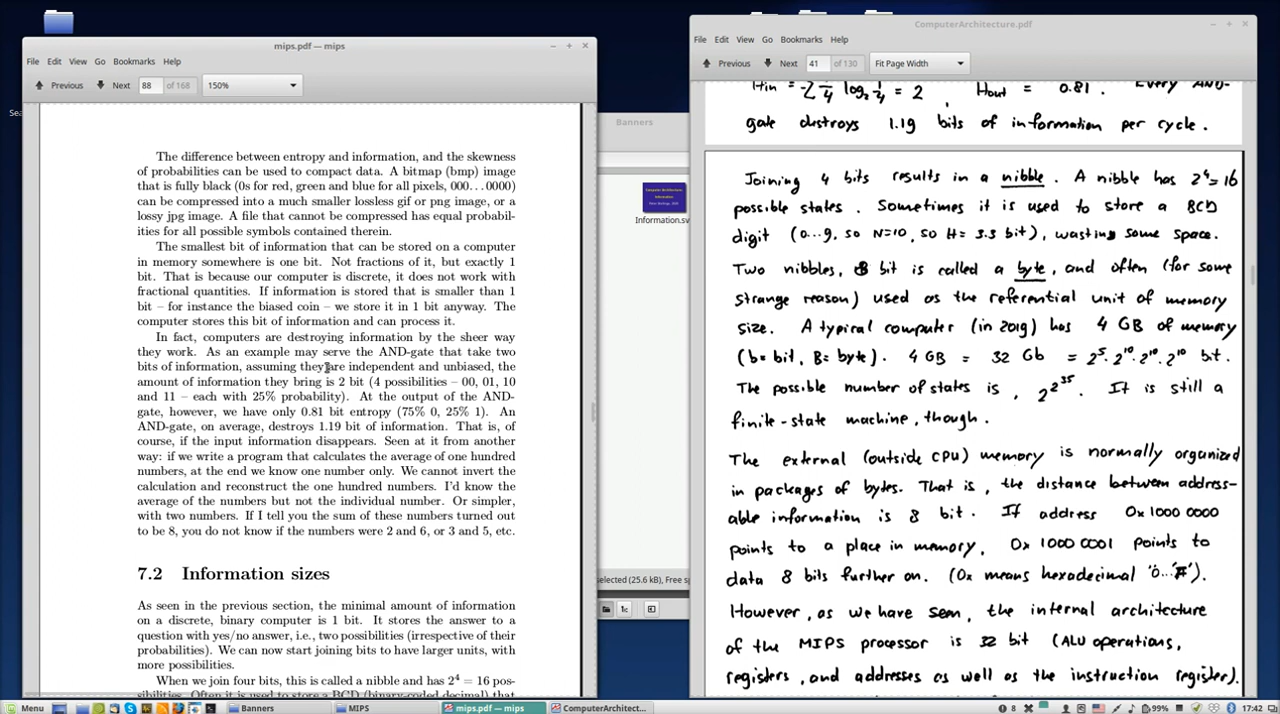 mips.pdf — mips
File Edit View Go Bookmarks Help
Previous Next 88 of 168 150%
The difference between entropy and information, and the skewness
of probabilities can be used to compact data. A bitmap (bmp) image
that is fully black (0s for red, green and blue for all pixels, 000...0000)
can be compressed into a much smaller lossless gif or png image, or a
lossy jpg image. A file that cannot be compressed has equal probabil-
ities for all possible symbols contained therein.
The smallest bit of information that can be stored on a computer
in memory somewhere is one bit. Not fractions of it, but exactly 1
bit. That is because our computer is discrete, it does not work with
fractional quantities. If information is stored that is smaller than 1
bit – for instance the biased coin – we store it in 1 bit anyway. The
computer stores this bit of information and can process it.
In fact, computers are destroying information by the sheer way
they work. As an example may serve the AND-gate that take two
bits of information, assuming they are independent and unbiased, the
amount of information they bring is 2 bit (4 possibilities – 00, 01, 10
and 11 – each with 25% probability). At the output of the AND-
gate, however, we have only 0.81 bit entropy (75% 0, 25% 1). An
AND-gate, on average, destroys 1.19 bit of information. That is, of
course, if the input information disappears. Seen at it from another
way: if we write a program that calculates the average of one hundred
numbers, at the end we know one number only. We cannot invert the
calculation and reconstruct the one hundred numbers. I'd know the
average of the numbers but not the individual number. Or simpler,
with two numbers. If I tell you the sum of these numbers turned out
to be 8, you do not know if the numbers were 2 and 6, or 3 and 5, etc.
7.2 Information sizes
As seen in the previous section, the minimal amount of information
on a discrete, binary computer is 1 bit. It stores the answer to a
question with yes/no answer, i.e., two possibilities (irrespective of their
probabilities). We can now start joining bits to have larger units, with
more possibilities.
When we join four bits, this is called a nibble and has 2⁴ = 16 pos-
sibilities. Often it is used to store a BCD (binary-coded decimal) that
Banners
Information.sv
selected (25.6 kB), Free sp
ComputerArchitecture.pdf
File Edit View Go Bookmarks Help
Previous Next 41 of 130 Fit Page Width
Hin = -Σ ¼ log₂ ¼ = 2 , Hout = 0.81 . Every AND-
gate destroys 1.19 bits of information per cycle.
Joining 4 bits results in a nibble. A nibble has 2⁴=16
possible states. Sometimes it is used to store a BCD
digit (0...9, so N=10, so H= 3.3 bit), wasting some space.
Two nibbles, 8 bit is called a byte, and often (for some
strange reason) used as the referential unit of memory
size. A typical computer (in 2019) has 4 GB of memory
(b=bit, B=byte). 4 GB = 32 Gb = 2⁵·2¹⁰·2¹⁰·2¹⁰ bit.
The possible number of states is , 2^2^35. It is still a
finite-state machine, though.
The external (outside CPU) memory is normally organized
in packages of bytes. That is, the distance between address-
able information is 8 bit. If address 0x1000 0000
points to a place in memory, 0x1000 0001 points to
data 8 bits further on. (0x means hexadecimal '0...F').
However, as we have seen, the internal architecture
of the MIPS processor is 32 bit (ALU operations,
registers, and addresses as well as the instruction register).
Menu Banners MIPS mips.pdf — mips ComputerArchitect... 8 99% 17:42